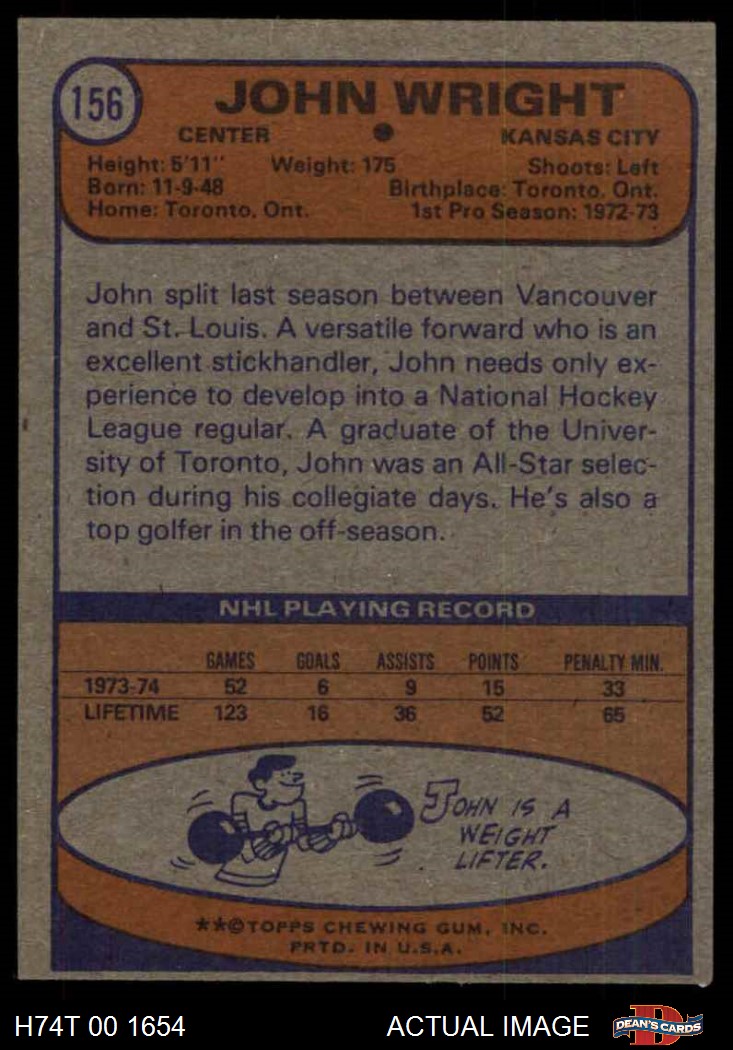 156
JOHN WRIGHT
CENTER ● KANSAS CITY
Height: 5'11" Weight: 175 Shoots: Left
Born: 11-9-48 Birthplace: Toronto, Ont.
Home: Toronto, Ont. 1st Pro Season: 1972-73
John split last season between Vancouver
and St. Louis. A versatile forward who is an
excellent stickhandler, John needs only ex-
perience to develop into a National Hockey
League regular. A graduate of the Univer-
sity of Toronto, John was an All-Star selec-
tion during his collegiate days. He's also a
top golfer in the off-season.
NHL PLAYING RECORD
GAMES GOALS ASSISTS POINTS PENALTY MIN.
1973-74 52 6 9 15 33
LIFETIME 123 16 36 52 65
JOHN IS A
WEIGHT
LIFTER.
**©TOPPS CHEWING GUM, INC.
PRTD. IN U.S.A.
H74T 00 1654 ACTUAL IMAGE D DEAN'S CARDS